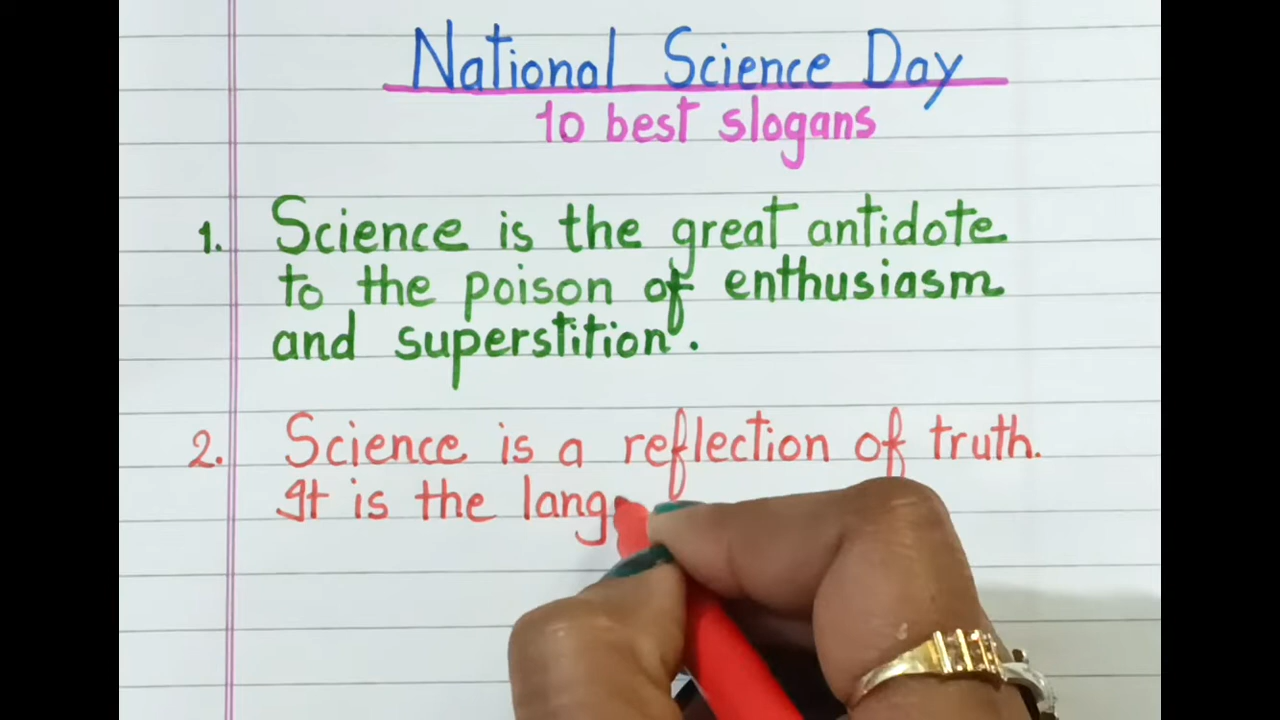 National Science Day
10 best slogans
1. Science is the great antidote
to the poison of enthusiasm
and superstition.
2. Science is a reflection of truth.
It is the lang